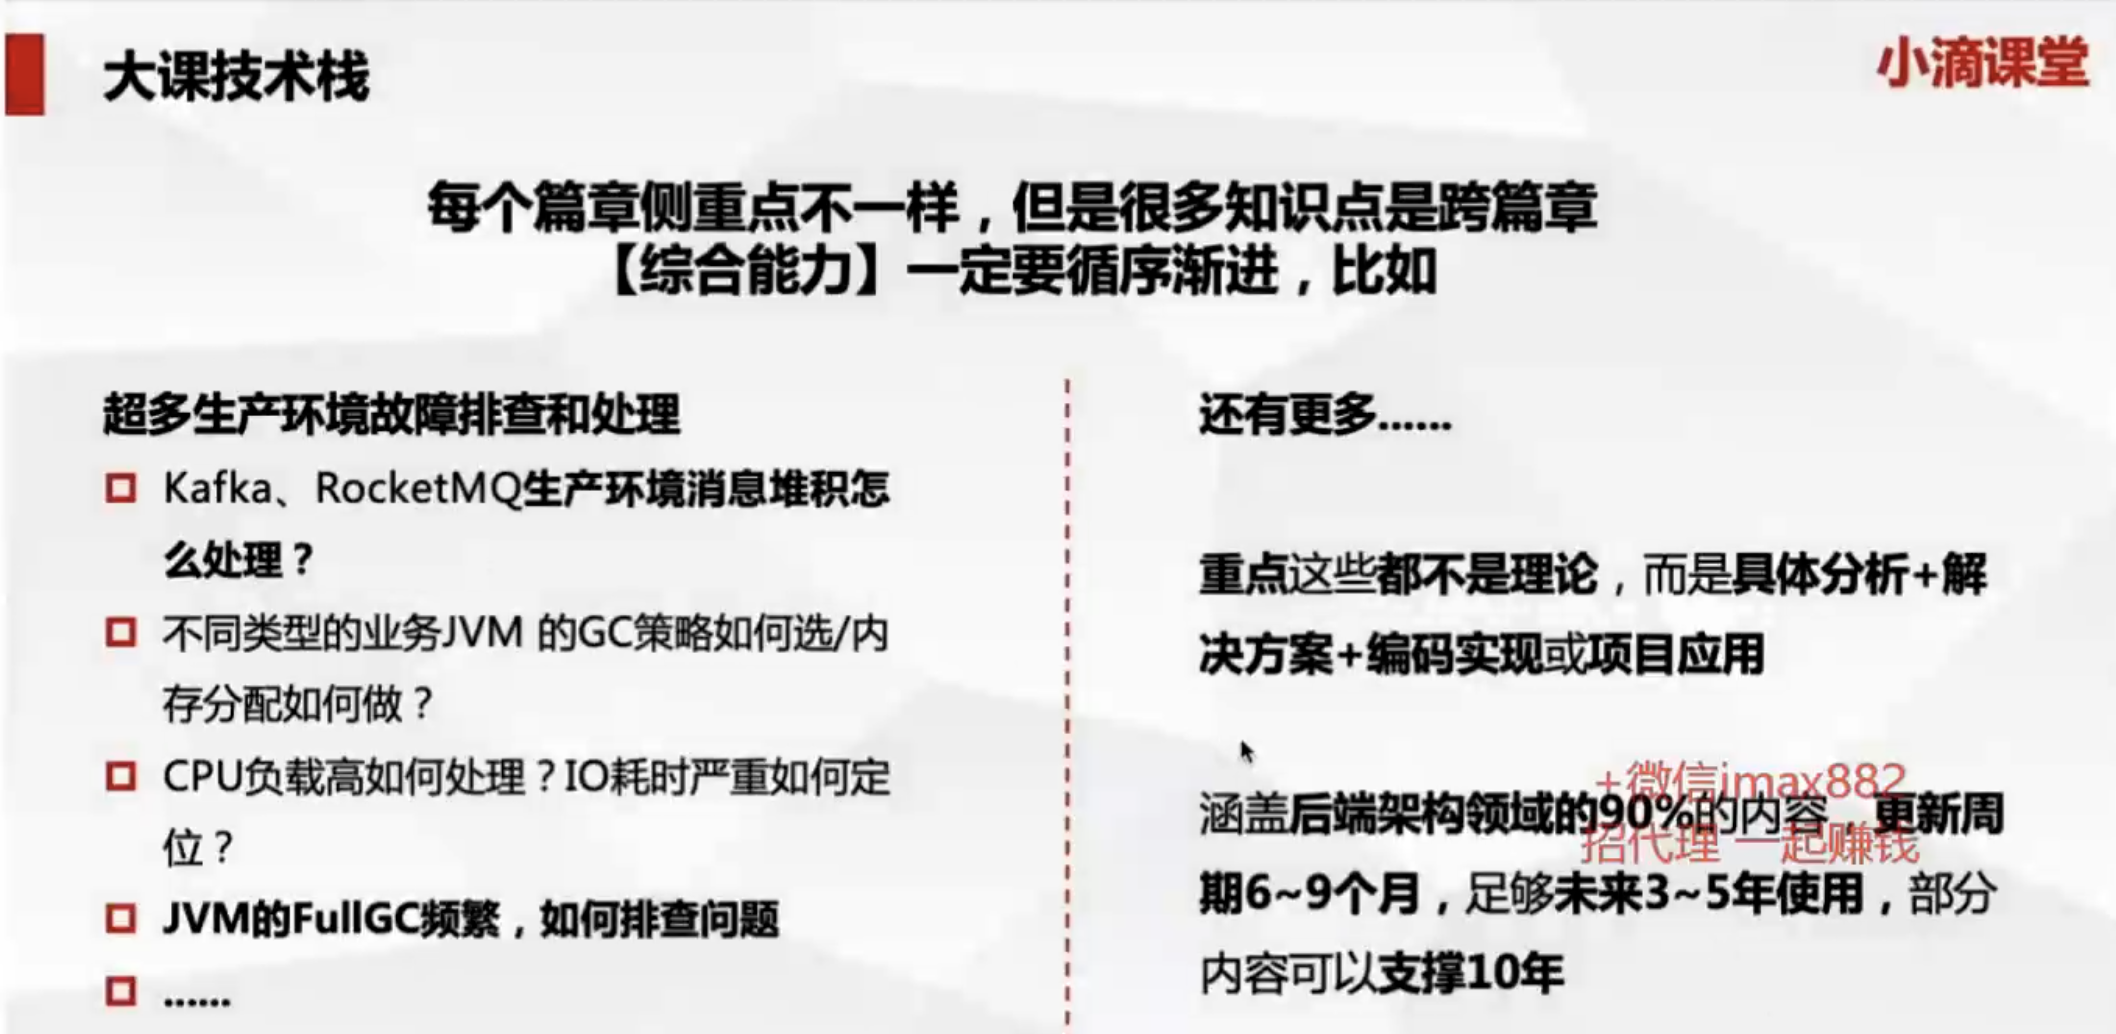 大课技术栈
小滴课堂
每个篇章侧重点不一样，但是很多知识点是跨篇章
【综合能力】一定要循序渐进，比如
超多生产环境故障排查和处理
Kafka、RocketMQ生产环境消息堆积怎
么处理？
不同类型的业务JVM 的GC策略如何选/内
存分配如何做？
CPU负载高如何处理？IO耗时严重如何定
位？
JVM的FullGC频繁，如何排查问题
......
还有更多......
重点这些都不是理论，而是具体分析+解
决方案+编码实现或项目应用
涵盖后端架构领域的90%的内容，更新周
期6~9个月，足够未来3~5年使用，部分
内容可以支撑10年
+微信imax882
招代理 一起赚钱